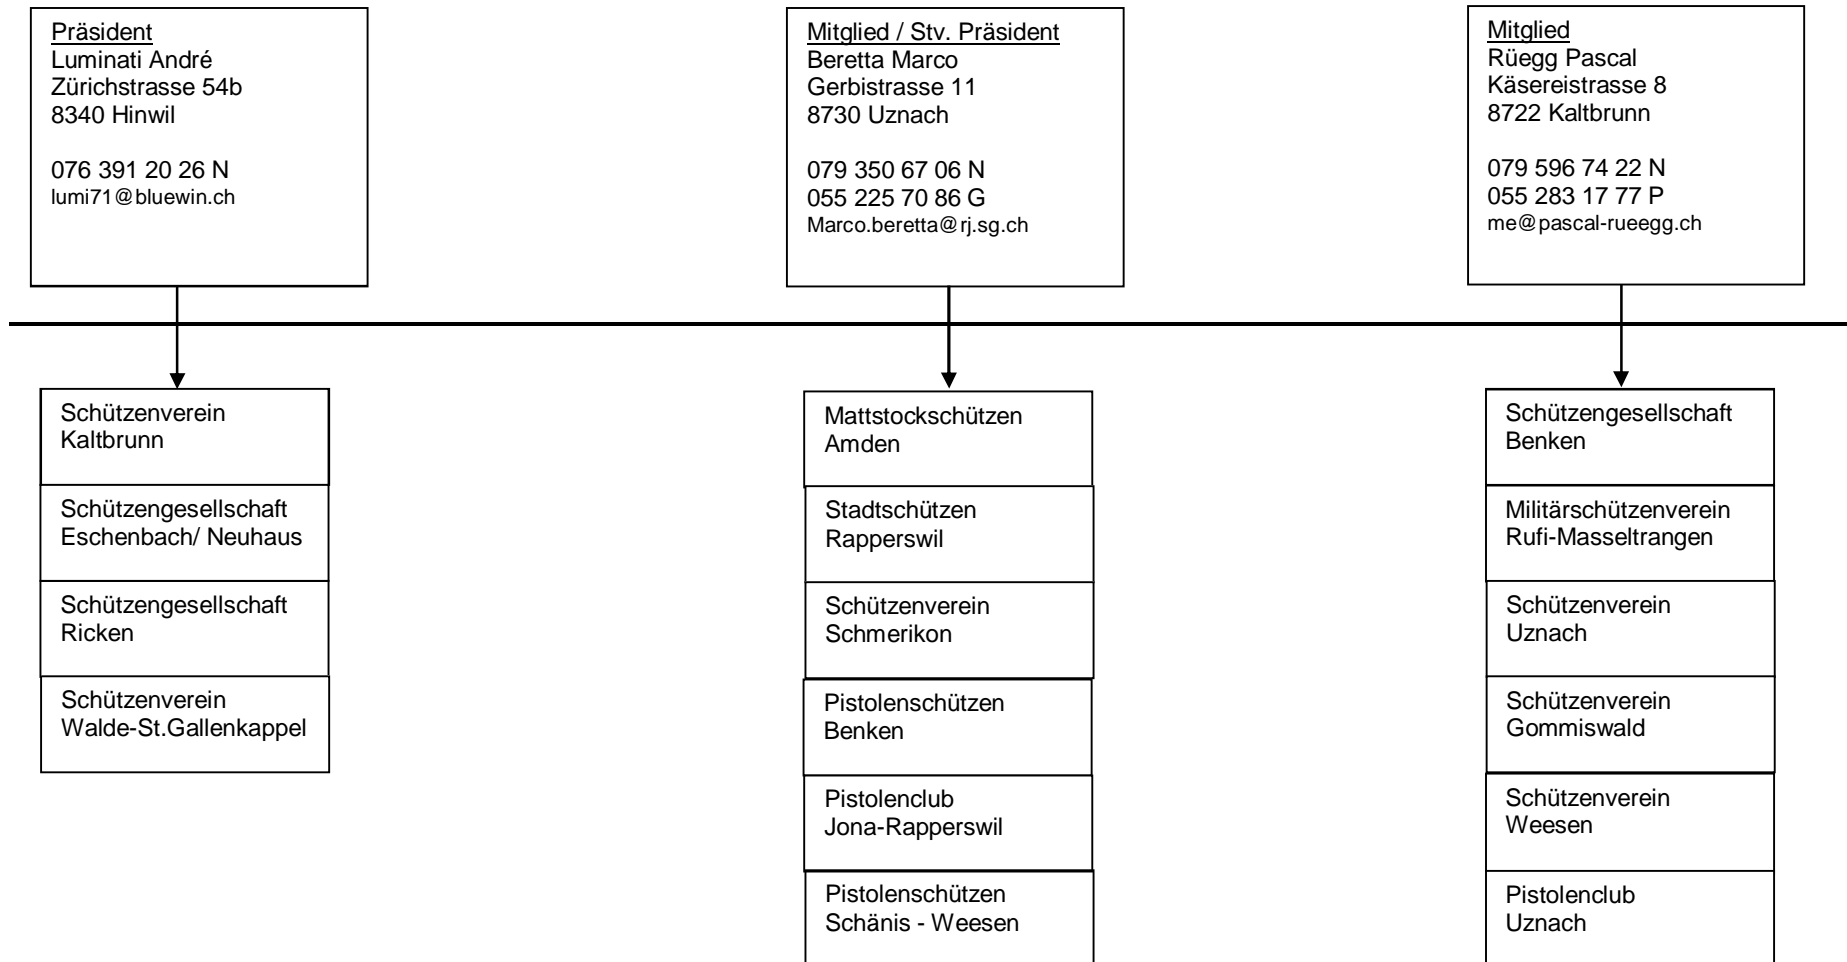 Präsident
Luminati André
Zürichstrasse 54b
8340 Hinwil
076 391 20 26 N
lumi71@bluewin.ch
Mitglied / Stv. Präsident
Beretta Marco
Gerbistrasse 11
8730 Uznach
079 350 67 06 N
055 225 70 86 G
Marco.beretta@rj.sg.ch
Mitglied
Rüegg Pascal
Käsereistrasse 8
8722 Kaltbrunn
079 596 74 22 N
055 283 17 77 P
me@pascal-rueegg.ch
Schützenverein
Kaltbrunn
Schützengesellschaft
Eschenbach/ Neuhaus
Schützengesellschaft
Ricken
Schützenverein
Walde-St.Gallenkappel
Mattstockschützen
Amden
Stadtschützen
Rapperswil
Schützenverein
Schmerikon
Pistolenschützen
Benken
Pistolenclub
Jona-Rapperswil
Pistolenschützen
Schänis - Weesen
Schützengesellschaft
Benken
Militärschützenverein
Rufi-Masseltrangen
Schützenverein
Uznach
Schützenverein
Gommiswald
Schützenverein
Weesen
Pistolenclub
Uznach